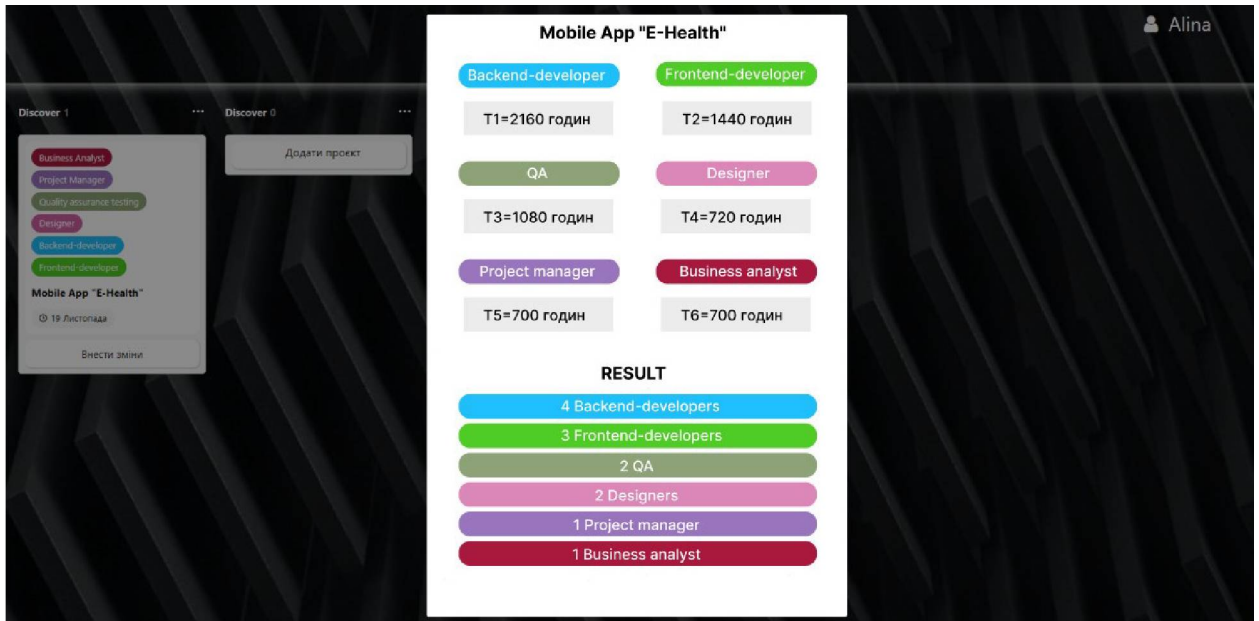 Alina
Discover 1 ···
Business Analyst
Project Manager
Quality assurance testing
Designer
Backend-developer
Frontend-developer
Mobile App "E-Health"
19 Листопада
Внести зміни
Discover 0 ···
Додати проєкт
Mobile App "E-Health"
Backend-developer Frontend-developer
T1=2160 годин T2=1440 годин
QA Designer
T3=1080 годин T4=720 годин
Project manager Business analyst
T5=700 годин T6=700 годин
RESULT
4 Backend-developers
3 Frontend-developers
2 QA
2 Designers
1 Project manager
1 Business analyst